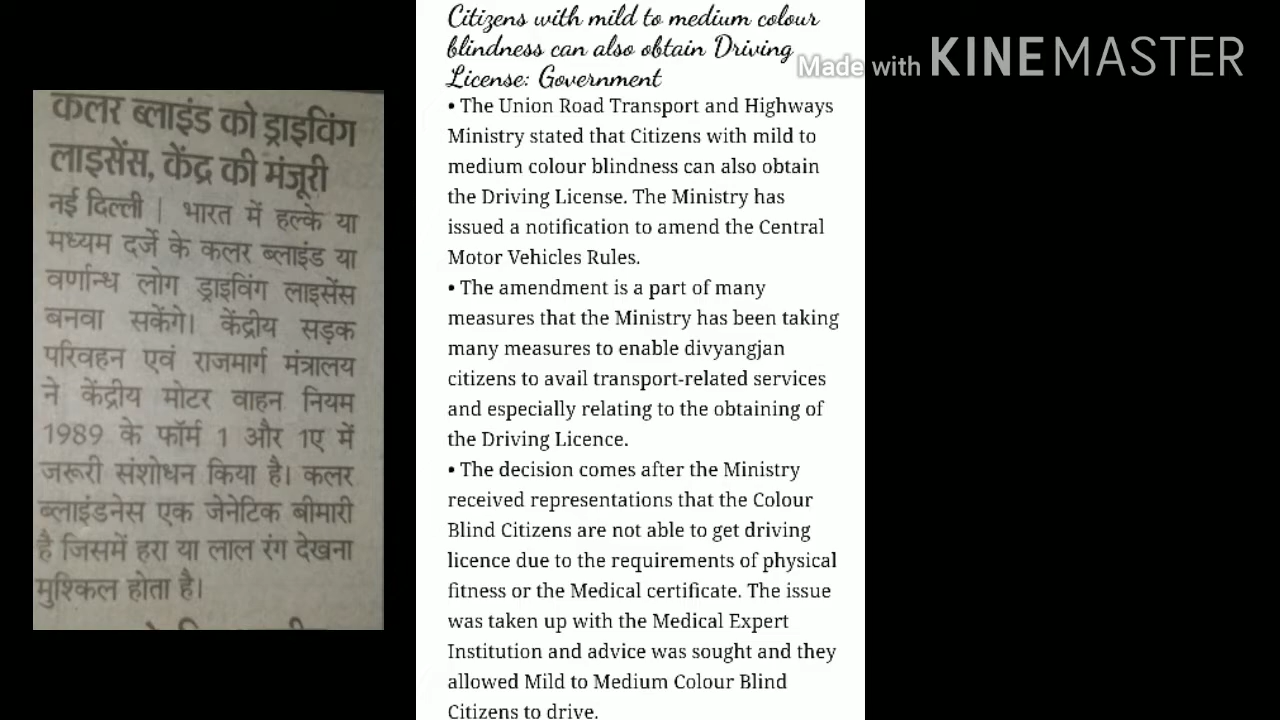 कलर ब्लाइंड को ड्राइविंग
लाइसेंस, केंद्र की मंजूरी
नई दिल्ली | भारत में हल्के या
मध्यम दर्जे के कलर ब्लाइंड या
वर्णान्ध लोग ड्राइविंग लाइसेंस
बनवा सकेंगे। केंद्रीय सड़क
परिवहन एवं राजमार्ग मंत्रालय
ने केंद्रीय मोटर वाहन नियम
1989 के फॉर्म 1 और 1ए में
जरूरी संशोधन किया है। कलर
ब्लाइंडनेस एक जेनेटिक बीमारी
है जिसमें हरा या लाल रंग देखना
मुश्किल होता है।
Citizens with mild to medium colour
blindness can also obtain Driving
License: Government
• The Union Road Transport and Highways
Ministry stated that Citizens with mild to
medium colour blindness can also obtain
the Driving License. The Ministry has
issued a notification to amend the Central
Motor Vehicles Rules.
• The amendment is a part of many
measures that the Ministry has been taking
many measures to enable divyangjan
citizens to avail transport-related services
and especially relating to the obtaining of
the Driving Licence.
• The decision comes after the Ministry
received representations that the Colour
Blind Citizens are not able to get driving
licence due to the requirements of physical
fitness or the Medical certificate. The issue
was taken up with the Medical Expert
Institution and advice was sought and they
allowed Mild to Medium Colour Blind
Citizens to drive.
Made with KINEMASTER